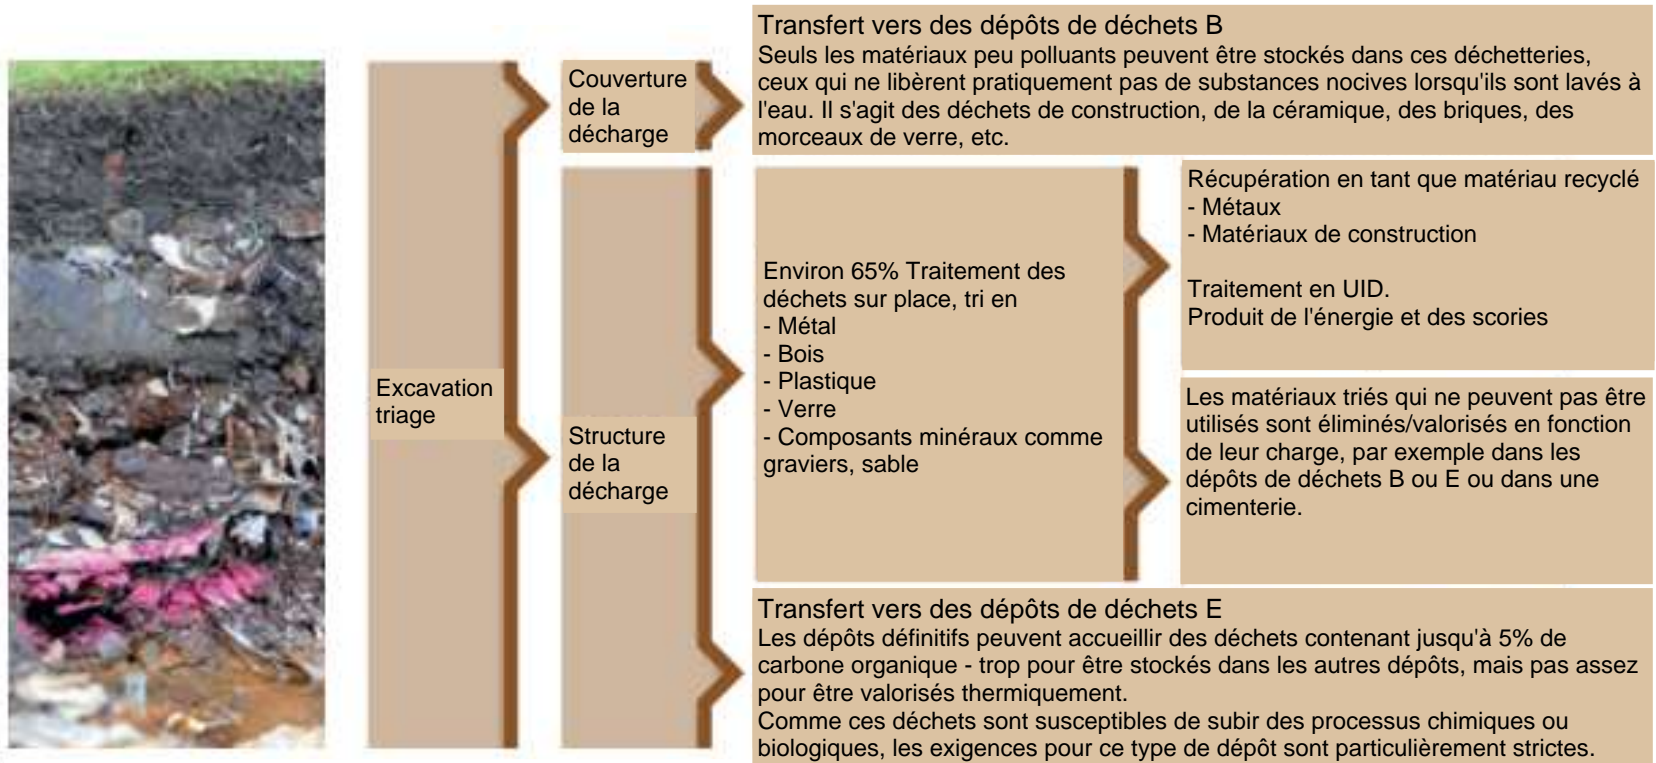 Transfert vers des dépôts de déchets B
Seuls les matériaux peu polluants peuvent être stockés dans ces déchetteries,
ceux qui ne libèrent pratiquement pas de substances nocives lorsqu'ils sont lavés à
l'eau. Il s'agit des déchets de construction, de la céramique, des briques, des
morceaux de verre, etc.
Couverture
de la
décharge
Excavation
triage
Structure
de la
décharge
Environ 65% Traitement des
déchets sur place, tri en
- Métal
- Bois
- Plastique
- Verre
- Composants minéraux comme
graviers, sable
Récupération en tant que matériau recyclé
- Métaux
- Matériaux de construction
Traitement en UID.
Produit de l'énergie et des scories
Les matériaux triés qui ne peuvent pas être
utilisés sont éliminés/valorisés en fonction
de leur charge, par exemple dans les
dépôts de déchets B ou E ou dans une
cimenterie.
Transfert vers des dépôts de déchets E
Les dépôts définitifs peuvent accueillir des déchets contenant jusqu'à 5% de
carbone organique - trop pour être stockés dans les autres dépôts, mais pas assez
pour être valorisés thermiquement.
Comme ces déchets sont susceptibles de subir des processus chimiques ou
biologiques, les exigences pour ce type de dépôt sont particulièrement strictes.